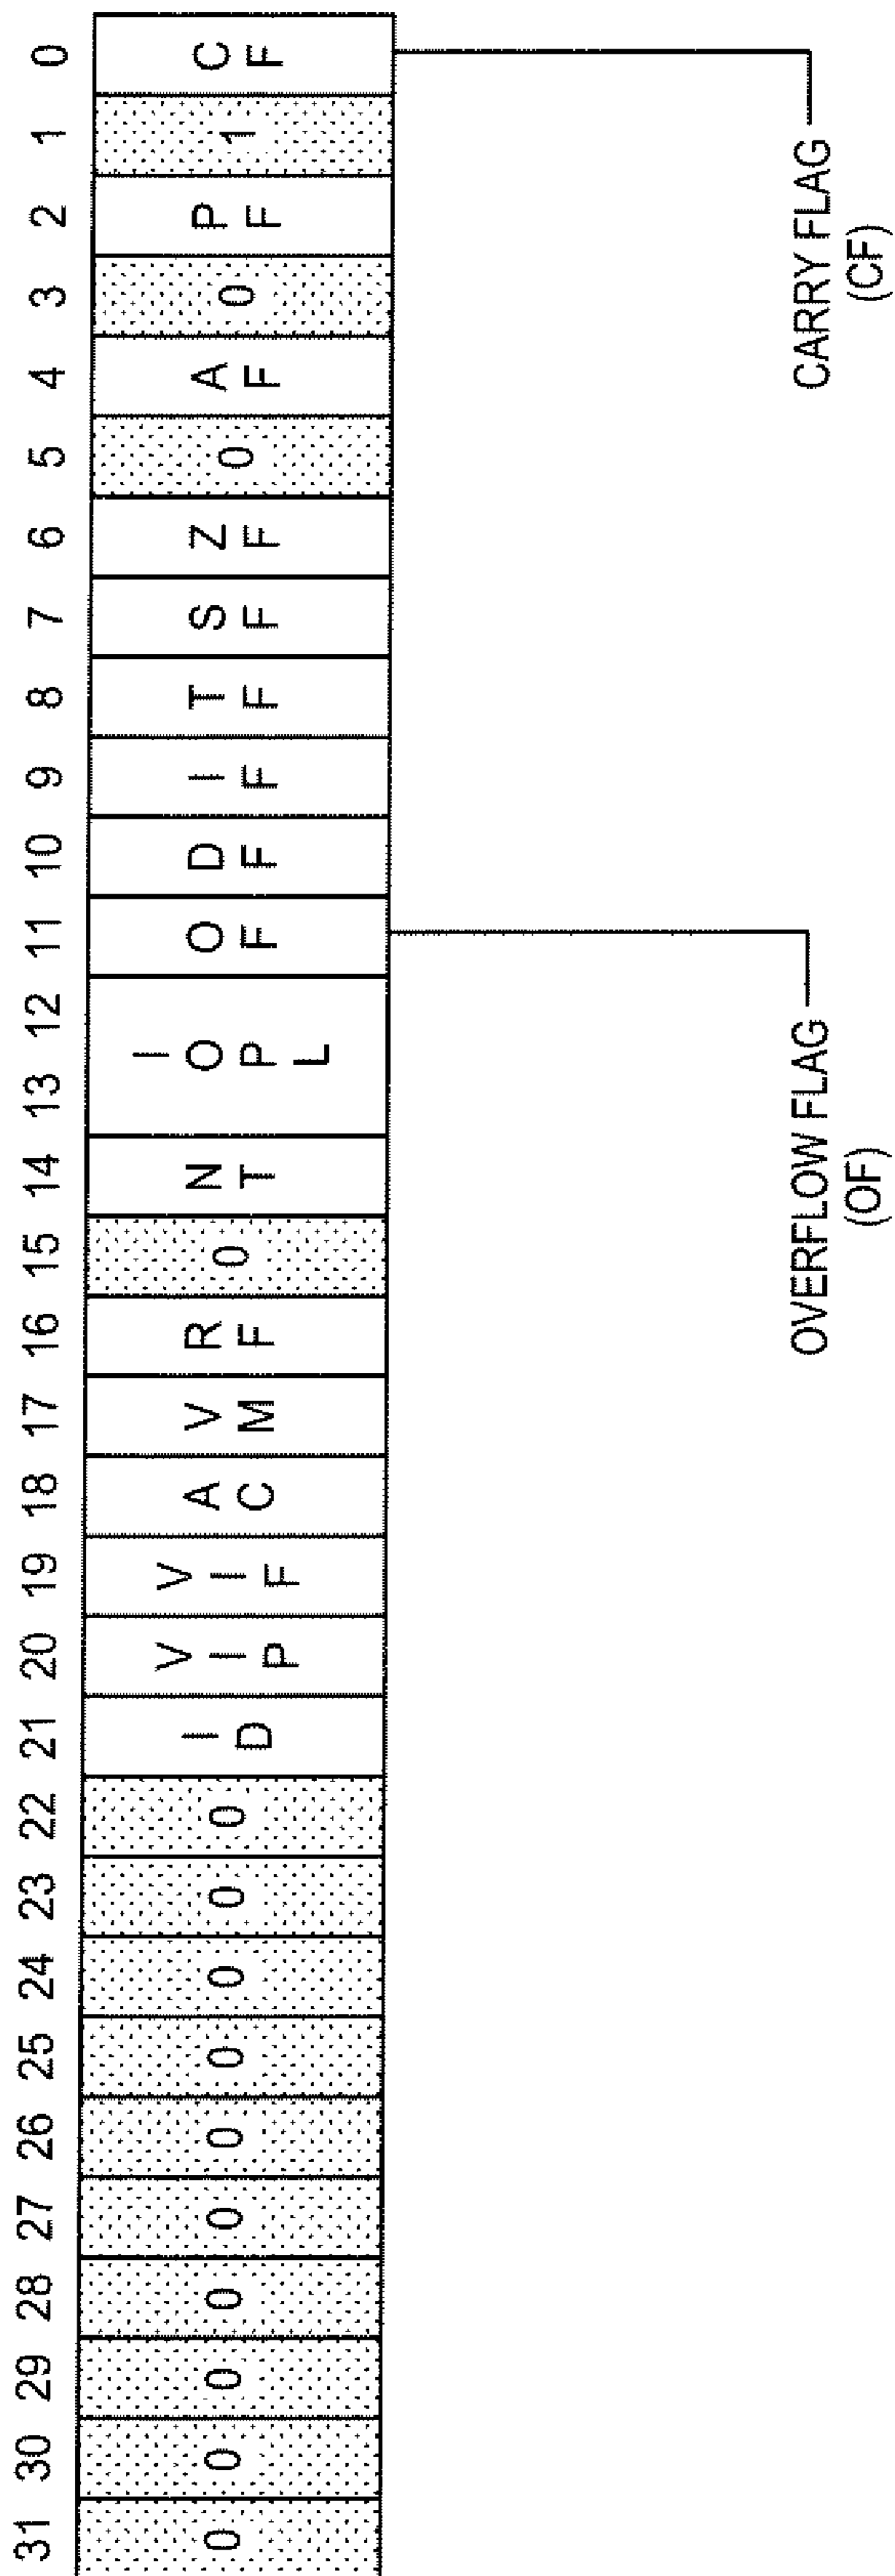 31 30 29 28 27 26 25 24 23 22 21 20 19 18 17 16 15 14 13 12 11 10 9 8 7 6 5 4 3 2 1 0
0 0 0 0 0 0 0 0 0 0 ID VIP VIF AC VM RF 0 NT IOPL OF DF IF TF SF ZF 0 AF 0 PF 1 CF
OVERFLOW FLAG
(OF)
CARRY FLAG
(CF)